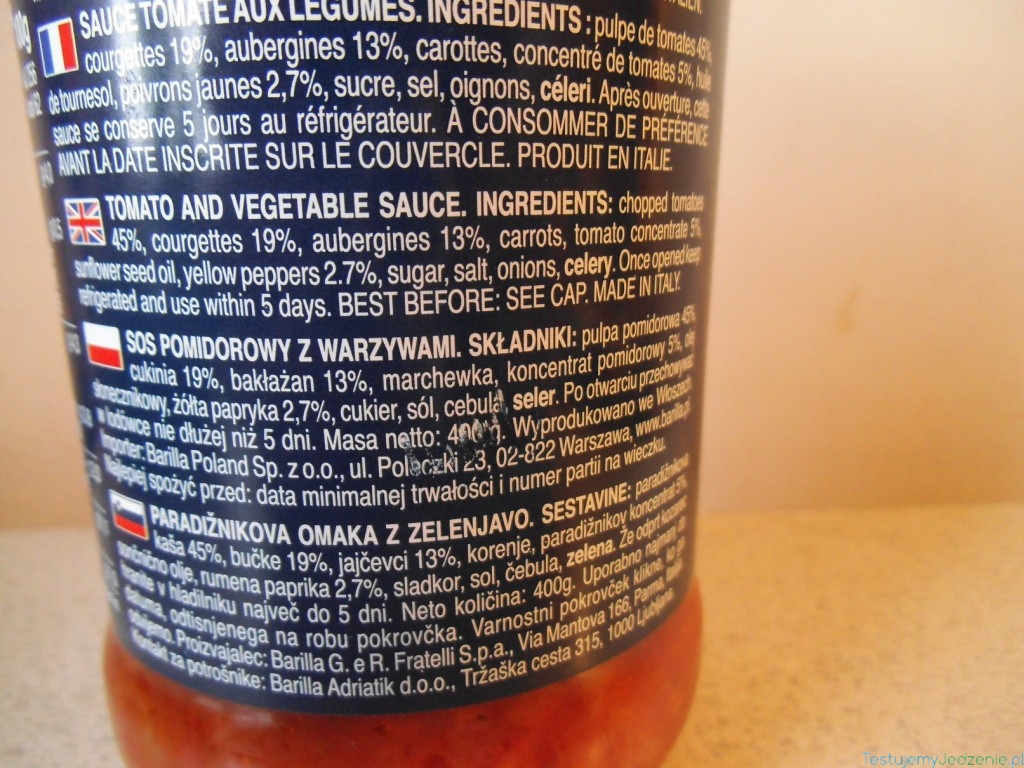 SAUCE TOMATE AUX LÉGUMES. INGREDIENTS : pulpe de tomates 45%,
courgettes 19%, aubergines 13%, carottes, concentré de tomates 5%, huile
de tournesol, poivrons jaunes 2,7%, sucre, sel, oignons, céleri. Après ouverture, cette
sauce se conserve 5 jours au réfrigérateur. À CONSOMMER DE PRÉFÉRENCE
AVANT LA DATE INSCRITE SUR LE COUVERCLE. PRODUIT EN ITALIE.
TOMATO AND VEGETABLE SAUCE. INGREDIENTS: chopped tomatoes
45%, courgettes 19%, aubergines 13%, carrots, tomato concentrate 5%,
sunflower seed oil, yellow peppers 2.7%, sugar, salt, onions, celery. Once opened keep
refrigerated and use within 5 days. BEST BEFORE: SEE CAP. MADE IN ITALY.
SOS POMIDOROWY Z WARZYWAMI. SKŁADNIKI: pulpa pomidorowa 45%,
cukinia 19%, bakłażan 13%, marchewka, koncentrat pomidorowy 5%, olej
słonecznikowy, żółta papryka 2,7%, cukier, sól, cebula, seler. Po otwarciu przechowywać
w lodówce nie dłużej niż 5 dni. Masa netto: 400g. Wyprodukowano we Włoszech.
Importer: Barilla Poland Sp. z o.o., ul. Poleczki 23, 02-822 Warszawa, www.barilla.pl.
Najlepiej spożyć przed: data minimalnej trwałości i numer partii na wieczku.
PARADIŽNIKOVA OMAKA Z ZELENJAVO. SESTAVINE: paradižnikova
kaša 45%, bučke 19%, jajčevci 13%, korenje, paradižnikov koncentrat 5%,
sončnično olje, rumena paprika 2,7%, sladkor, sol, čebula, zelena. Že odprt kozarec
hranite v hladilniku največ do 5 dni. Neto količina: 400g. Uporabno najmanj do
datuma, odtisnjenega na robu pokrovčka. Varnostni pokrovček klikne, ko ga
odvijemo. Proizvajalec: Barilla G. e R. Fratelli S.p.a., Via Mantova 166, Parma, Italija
Kontakt za potrošnike: Barilla Adriatik d.o.o., Tržaška cesta 315, 1000 Ljubljana.
TestujemyJedzenie.pl